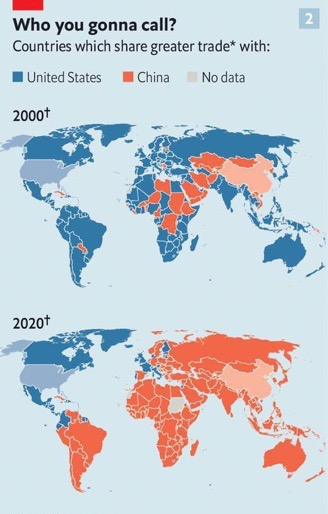 Who you gonna call?
2
Countries which share greater trade* with:
United States
China
No data
2000†
2020†